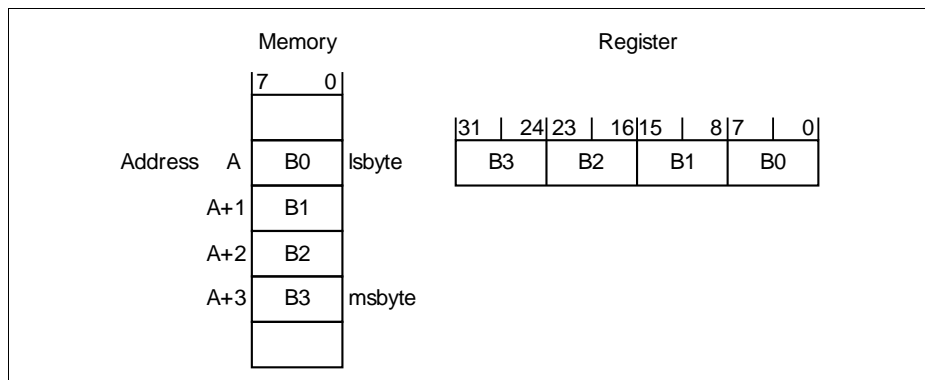 Memory Register
7 0
31 24 23 16 15 8 7 0
Address A B0 lsbyte B3 B2 B1 B0
A+1 B1
A+2 B2
A+3 B3 msbyte